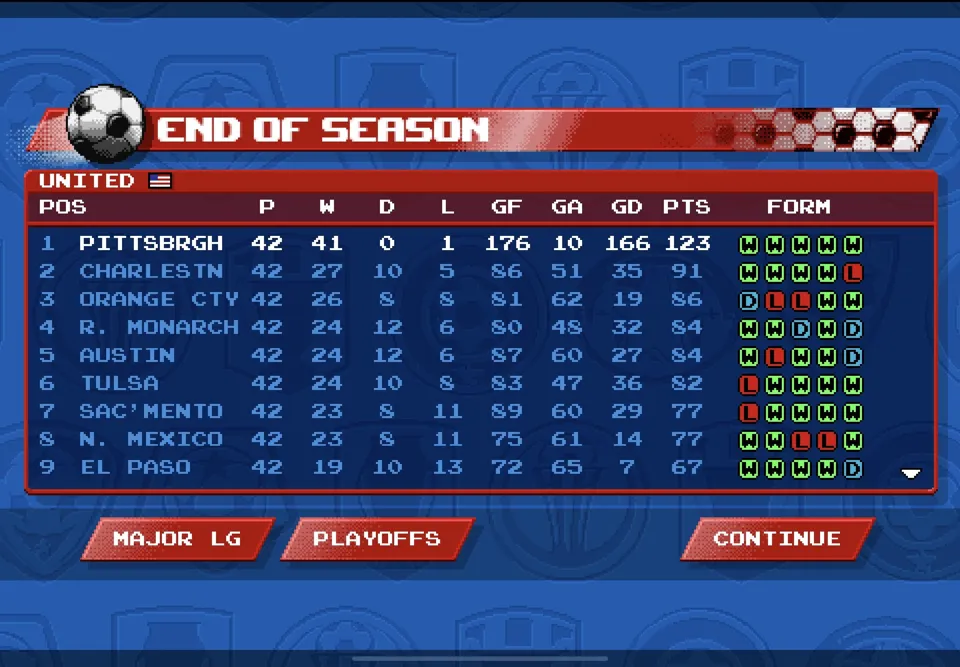 END OF SEASON
UNITED
POS P W D L GF GA GD PTS FORM
1 PITTSBRGH 42 41 0 1 176 10 166 123 W W W W W
2 CHARLESTN 42 27 10 5 86 51 35 91 W W W W L
3 ORANGE CTY 42 26 8 8 81 62 19 86 D L L W W
4 R. MONARCH 42 24 12 6 80 48 32 84 W W D W D
5 AUSTIN 42 24 12 6 87 60 27 84 W L W W D
6 TULSA 42 24 10 8 83 47 36 82 L W W W W
7 SAC'MENTO 42 23 8 11 89 60 29 77 L W W W W
8 N. MEXICO 42 23 8 11 75 61 14 77 W W L L W
9 EL PASO 42 19 10 13 72 65 7 67 W W W W D
MAJOR LG PLAYOFFS CONTINUE